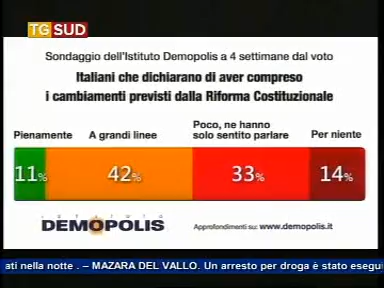 TG SUD
Sondaggio dell'Istituto Demopolis a 4 settimane dal voto
Italiani che dichiarano di aver compreso
i cambiamenti previsti dalla Riforma Costituzionale
Pienamente
A grandi linee
Poco, ne hanno
solo sentito parlare
Per niente
11%
42%
33%
14%
istituto
DEMOPOLIS
Approfondimenti su: www.demopolis.it
ati nella notte . – MAZARA DEL VALLO. Un arresto per droga è stato esegui